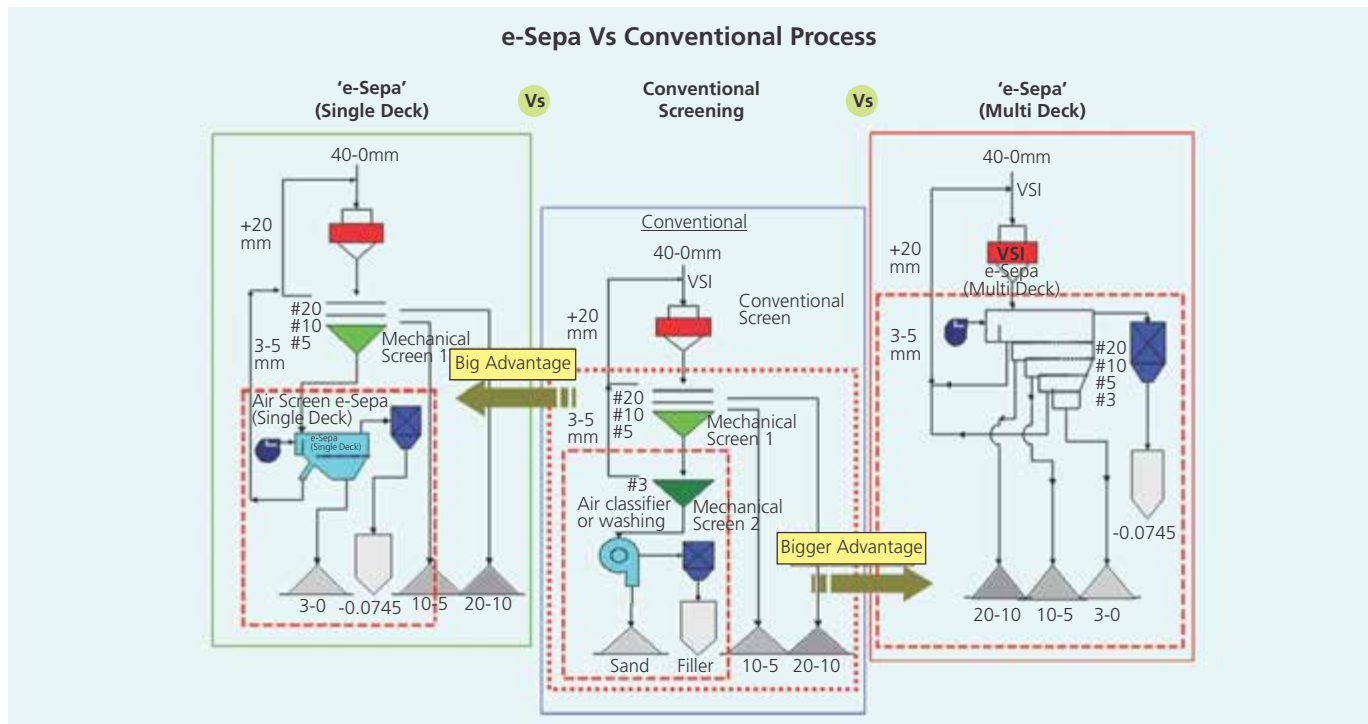 e-Sepa Vs Conventional Process
'e-Sepa'
(Single Deck)
Vs
Conventional
Screening
Vs
'e-Sepa'
(Multi Deck)
40-0mm
+20
mm
#20
#10
#5
Mechanical
Screen 1
3-5
mm
Air Screen e-Sepa
(Single Deck)
e-Sepa
(Single Deck)
3-0
-0.0745
10-5
20-10
Big Advantage
Conventional
40-0mm
VSI
Conventional
Screen
+20
mm
#20
#10
#5
3-5
mm
Mechanical
Screen 1
#3
Air classifier
or washing
Mechanical
Screen 2
Sand
Filler
10-5
20-10
Bigger Advantage
40-0mm
VSI
+20
mm
VSI
e-Sepa
(Multi Deck)
3-5
mm
#20
#10
#5
#3
-0.0745
20-10
10-5
3-0